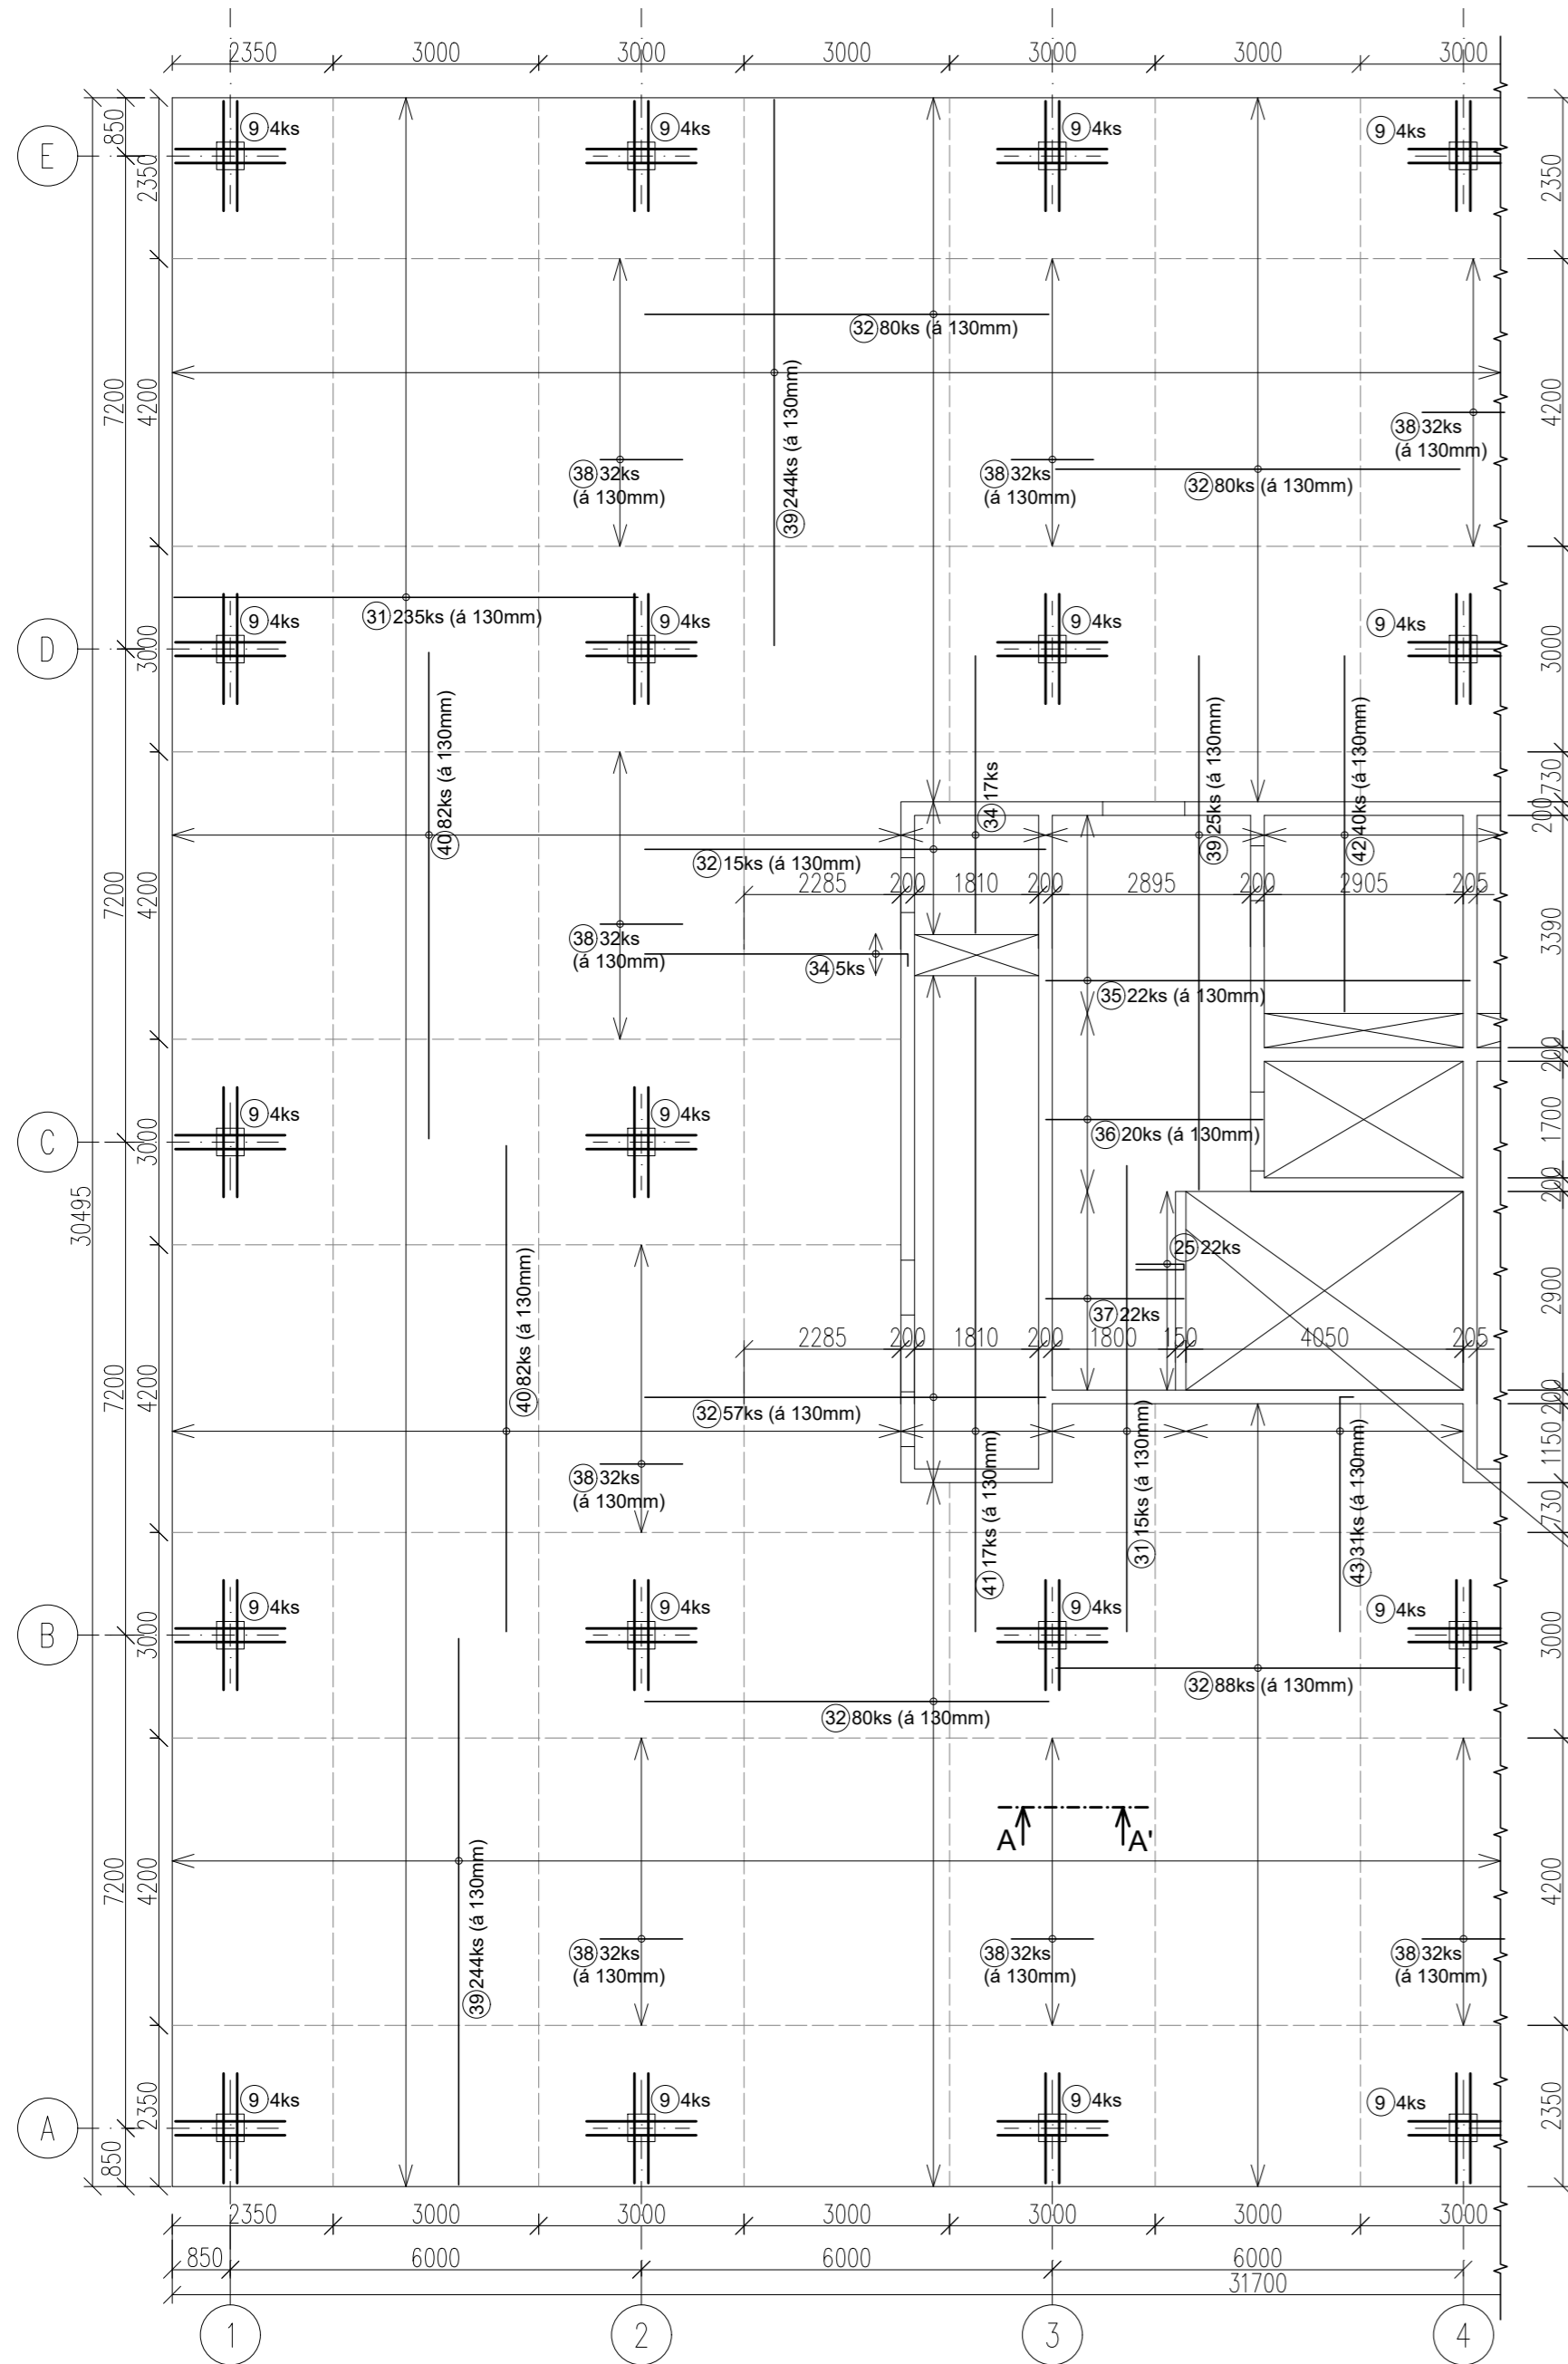 2350 3000 3000 3000 3000 3000 3000
850
E
9 4ks 9 4ks 9 4ks 9 4ks
2350 2350
32 80ks (á 130mm)
39 244ks (á 130mm)
7200 4200 4200
38 32ks
(á 130mm)
38 32ks
(á 130mm)
38 32ks
(á 130mm)
32 80ks (á 130mm)
31 235ks (á 130mm)
D
9 4ks 9 4ks 9 4ks 9 4ks
3000 3000
40 82ks (á 130mm)
34 17ks
39 25ks (á 130mm)
42 40ks (á 130mm)
730
200
32 15ks (á 130mm)
2285 200 1810 200 2895 200 2905 205
7200 4200 3390
38 32ks
(á 130mm)
34 5ks
35 22ks (á 130mm)
200
C
9 4ks 9 4ks
3000
36 20ks (á 130mm)
1700
200
30495
25 22ks
40 82ks (á 130mm)
37 22ks
2900
2285 200 1810 200 1800 150 4050 205
7200 4200
32 57ks (á 130mm)
200
1150
38 32ks
(á 130mm)
41 17ks (á 130mm)
31 15ks (á 130mm)
43 31ks (á 130mm)
730
B
9 4ks 9 4ks 9 4ks 9 4ks
3000 3000
32 88ks (á 130mm)
32 80ks (á 130mm)
A A'
7200 4200 4200
39 244ks (á 130mm)
38 32ks
(á 130mm)
38 32ks
(á 130mm)
38 32ks
(á 130mm)
A
9 4ks 9 4ks 9 4ks 9 4ks
2350 2350
850
2350 3000 3000 3000 3000 3000 3000
850 6000 6000 6000
31700
1 2 3 4